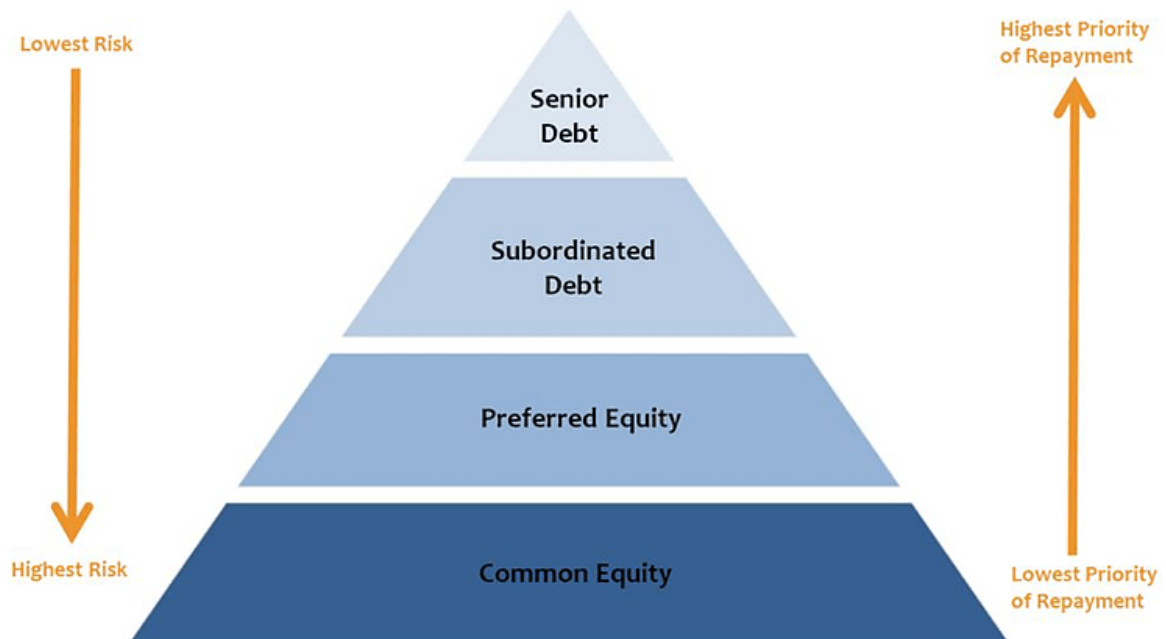 Lowest Risk
Highest Priority
of Repayment
Senior
Debt
Subordinated
Debt
Preferred Equity
Common Equity
Highest Risk
Lowest Priority
of Repayment